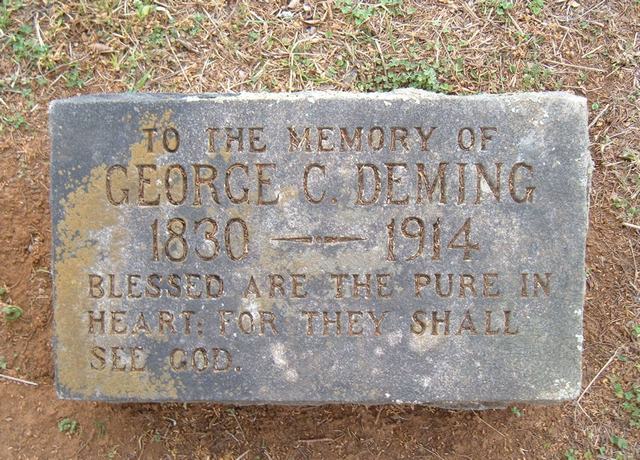 TO THE MEMORY OF
GEORGE C. DEMING
1830 — 1914
BLESSED ARE THE PURE IN
HEART: FOR THEY SHALL
SEE GOD.